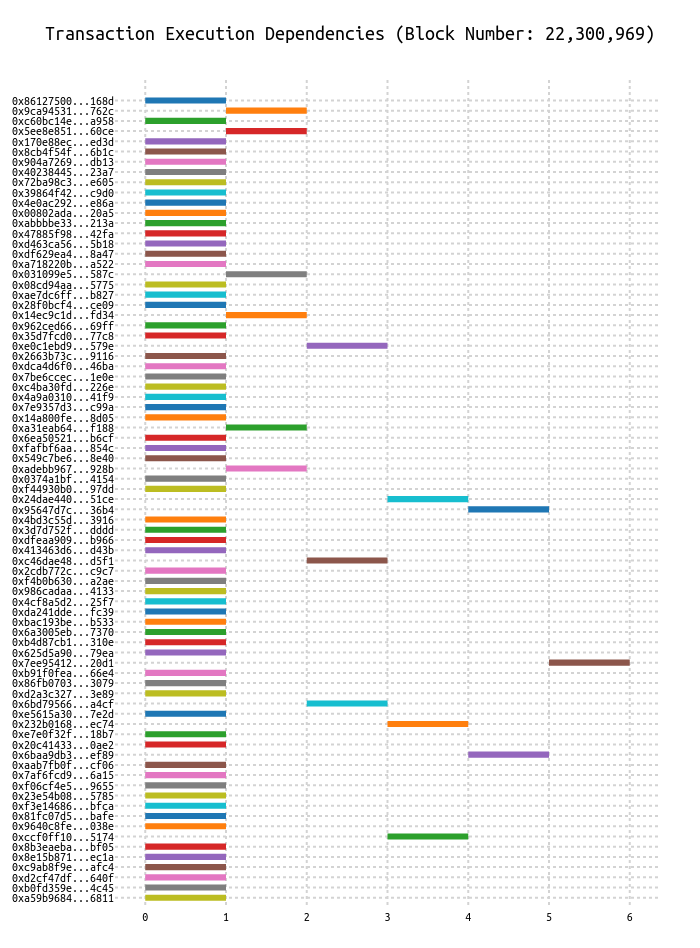 Transaction Execution Dependencies (Block Number: 22,300,969)
0x86127500...168d
0x9ca94531...762c
0xc60bc14e...a958
0x5ee8e851...60ce
0x170e88ec...ed3d
0x8cb4f54f...6b1c
0x904a7269...db13
0x40238445...23a7
0x72ba98c3...e605
0x39864f42...c9d0
0x4e0ac292...e86a
0x00802ada...20a5
0xabbbbe33...213a
0x47885f98...42fa
0xd463ca56...5b18
0xdf629ea4...8a47
0xa718220b...a522
0x031099e5...587c
0x08cd94aa...5775
0xae7dc6ff...b827
0x28f0bcf4...ce09
0x14ec9c1d...fd34
0x962ced66...69ff
0x35d7fcd0...77c8
0xe0c1ebd9...579e
0x2663b73c...9116
0xdca4d6f0...46ba
0x7be6ccec...1e0e
0xc4ba30fd...226e
0x4a9a0310...41f9
0x7e9357d3...c99a
0x14a800fe...8d05
0xa31eab64...f188
0x6ea50521...b6cf
0xfafbf6aa...854c
0x549c7be6...8e40
0xadebb967...928b
0x0374a1bf...4154
0xf44930b0...97dd
0x24dae440...51ce
0x95647d7c...36b4
0x4bd3c55d...3916
0x3d7d752f...dddd
0xdfeaa909...b966
0x413463d6...d43b
0xc46dae48...d5f1
0x2cdb772c...c9c7
0xf4b0b630...a2ae
0x986cadaa...4133
0x4cf8a5d2...25f7
0xda241dde...fc39
0xbac193be...b533
0x6a3005eb...7370
0xb4d87cb1...310e
0x625d5a90...79ea
0x7ee95412...20d1
0xb91f0fea...66e4
0x86fb0703...3079
0xd2a3c327...3e89
0x6bd79566...a4cf
0xe5615a30...7e2d
0x232b0168...ec74
0xe7e0f32f...18b7
0x20c41433...0ae2
0x6baa9db3...ef89
0xaab7fb0f...cf06
0x7af6fcd9...6a15
0xf06cf4e5...9655
0x23e54b08...5785
0xf3e14686...bfca
0x81fc07d5...bafe
0x9640c8fe...038e
0xccf0ff10...5174
0x8b3eaeba...bf05
0x8e15b871...ec1a
0xc9ab8f9e...afc4
0xd2cf47df...640f
0xb0fd359e...4c45
0xa59b9684...6811
0 1 2 3 4 5 6